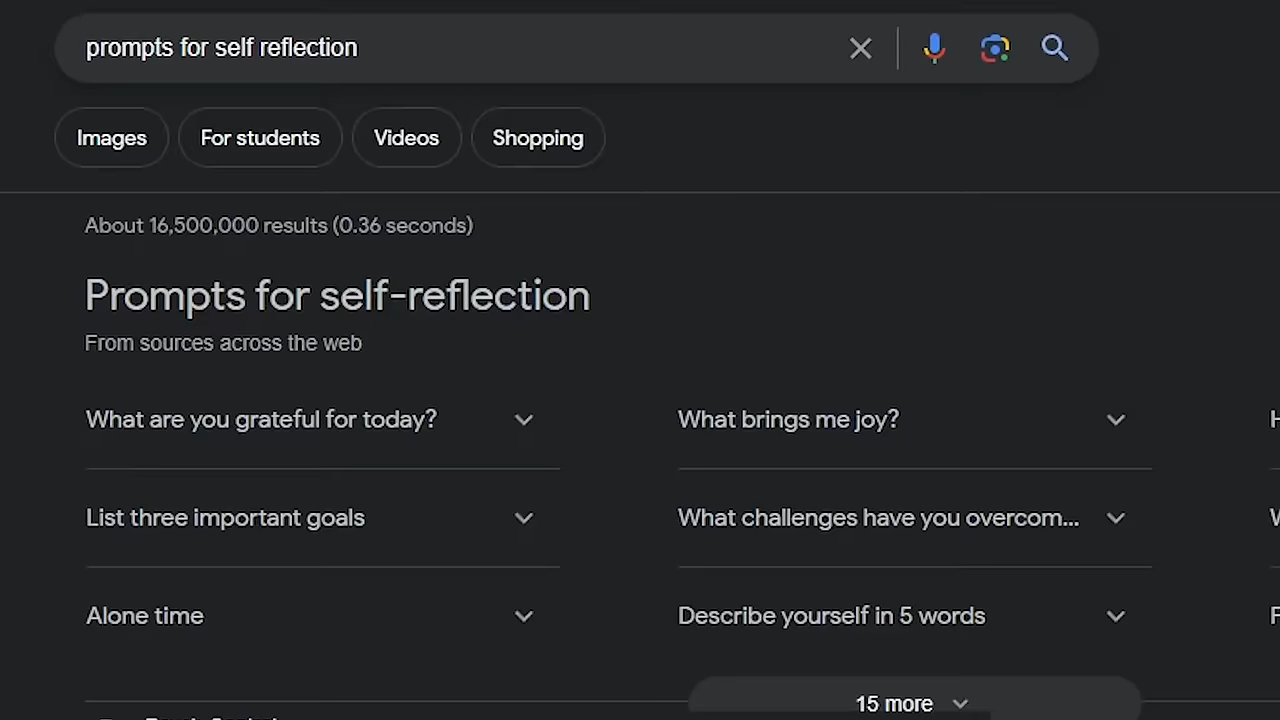 prompts for self reflection
Images
For students
Videos
Shopping
About 16,500,000 results (0.36 seconds)
Prompts for self-reflection
From sources across the web
What are you grateful for today?
What brings me joy?
List three important goals
What challenges have you overcom...
Alone time
Describe yourself in 5 words
15 more